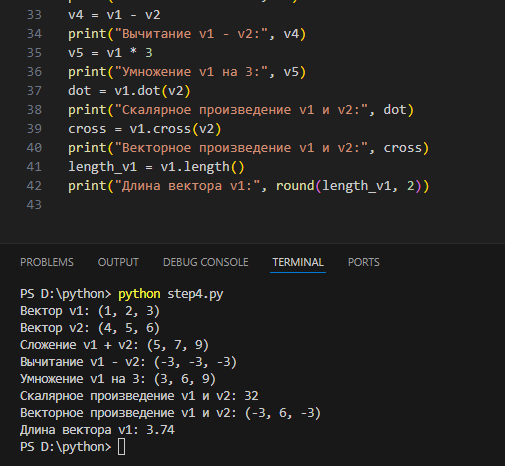 33 v4 = v1 - v2
34 print("Вычитание v1 - v2:", v4)
35 v5 = v1 * 3
36 print("Умножение v1 на 3:", v5)
37 dot = v1.dot(v2)
38 print("Скалярное произведение v1 и v2:", dot)
39 cross = v1.cross(v2)
40 print("Векторное произведение v1 и v2:", cross)
41 length_v1 = v1.length()
42 print("Длина вектора v1:", round(length_v1, 2))
43
PROBLEMS OUTPUT DEBUG CONSOLE TERMINAL PORTS
PS D:\python> python step4.py
Вектор v1: (1, 2, 3)
Вектор v2: (4, 5, 6)
Сложение v1 + v2: (5, 7, 9)
Вычитание v1 - v2: (-3, -3, -3)
Умножение v1 на 3: (3, 6, 9)
Скалярное произведение v1 и v2: 32
Векторное произведение v1 и v2: (-3, 6, -3)
Длина вектора v1: 3.74
PS D:\python>